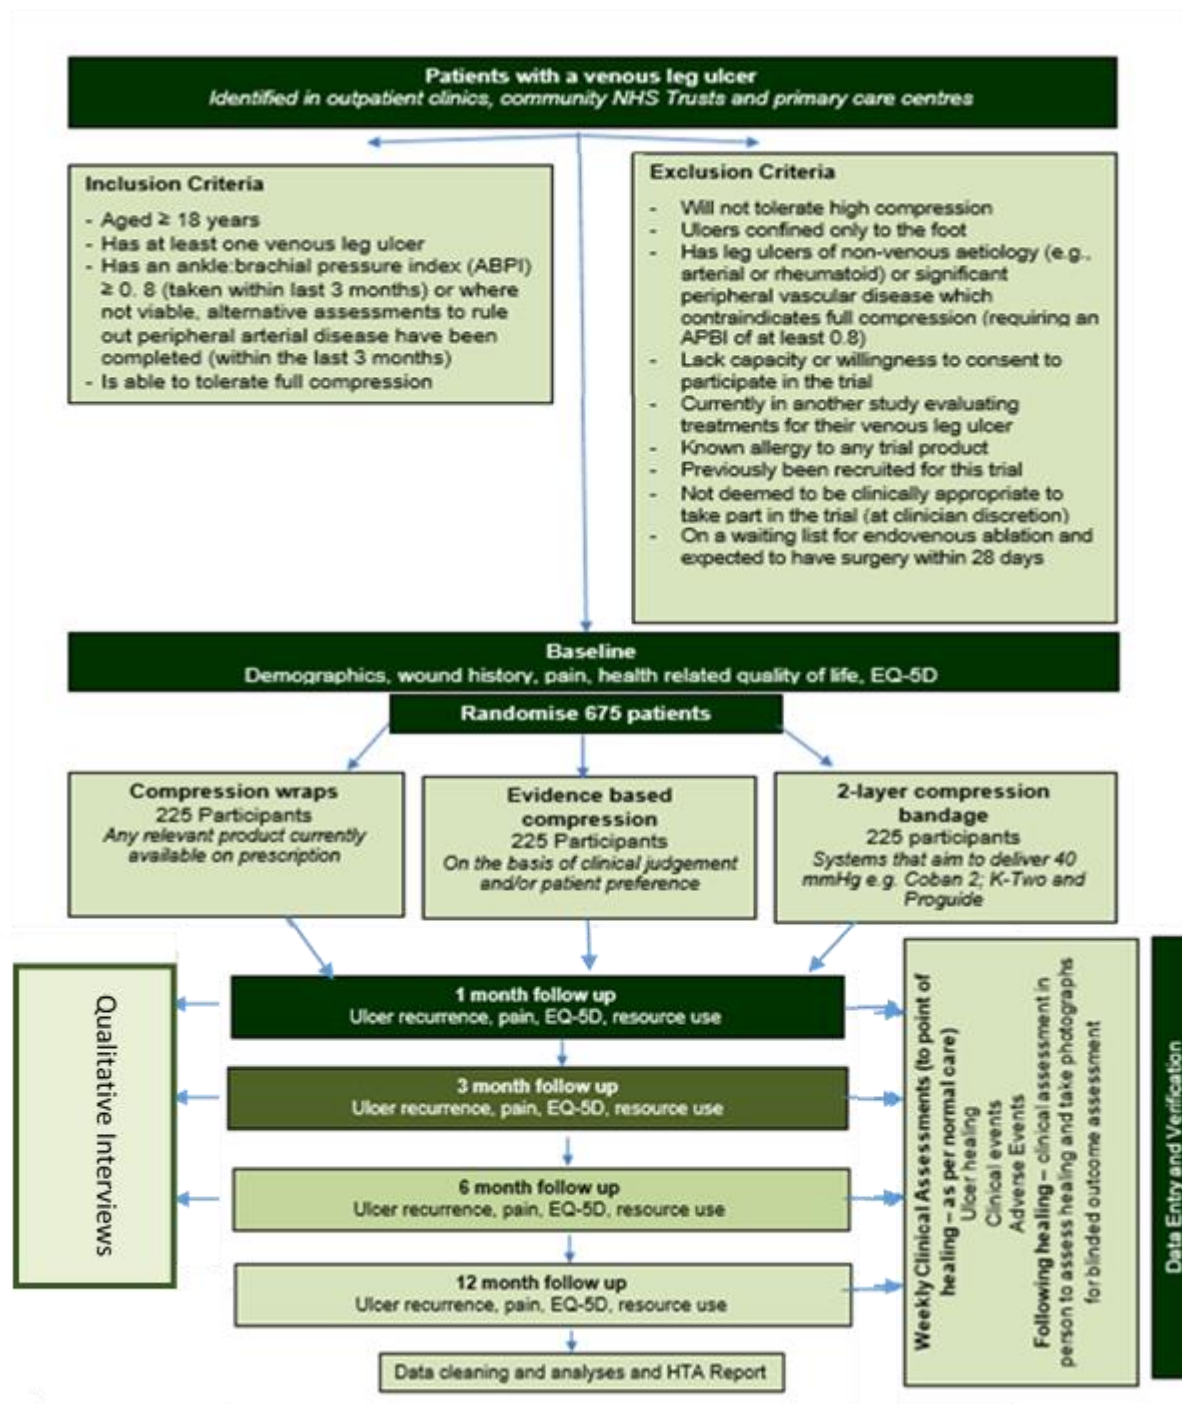 Patients with a venous leg ulcer
Identified in outpatient clinics, community NHS Trusts and primary care centres
Inclusion Criteria
- Aged ≥ 18 years
- Has at least one venous leg ulcer
- Has an ankle:brachial pressure index (ABPI)
≥ 0. 8 (taken within last 3 months) or where
not viable, alternative assessments to rule
out peripheral arterial disease have been
completed (within the last 3 months)
- Is able to tolerate full compression
Exclusion Criteria
- Will not tolerate high compression
- Ulcers confined only to the foot
- Has leg ulcers of non-venous aetiology (e.g.,
arterial or rheumatoid) or significant
peripheral vascular disease which
contraindicates full compression (requiring an
APBI of at least 0.8)
- Lack capacity or willingness to consent to
participate in the trial
- Currently in another study evaluating
treatments for their venous leg ulcer
- Known allergy to any trial product
- Previously been recruited for this trial
- Not deemed to be clinically appropriate to
take part in the trial (at clinician discretion)
- On a waiting list for endovenous ablation and
expected to have surgery within 28 days
Baseline
Demographics, wound history, pain, health related quality of life, EQ-5D
Randomise 675 patients
Compression wraps
225 Participants
Any relevant product currently
available on prescription
Evidence based
compression
225 Participants
On the basis of clinical judgement
and/or patient preference
2-layer compression
bandage
225 participants
Systems that aim to deliver 40
mmHg e.g. Coban 2; K-Two and
Proguide
Qualitative Interviews
1 month follow up
Ulcer recurrence, pain, EQ-5D, resource use
3 month follow up
Ulcer recurrence, pain, EQ-5D, resource use
6 month follow up
Ulcer recurrence, pain, EQ-5D, resource use
12 month follow up
Ulcer recurrence, pain, EQ-5D, resource use
Data cleaning and analyses and HTA Report
Weekly Clinical Assessments (to point of
healing – as per normal care)
Ulcer healing
Clinical events
Adverse Events
Following healing – clinical assessment in
person to assess healing and take photographs
for blinded outcome assessment
Data Entry and Verification